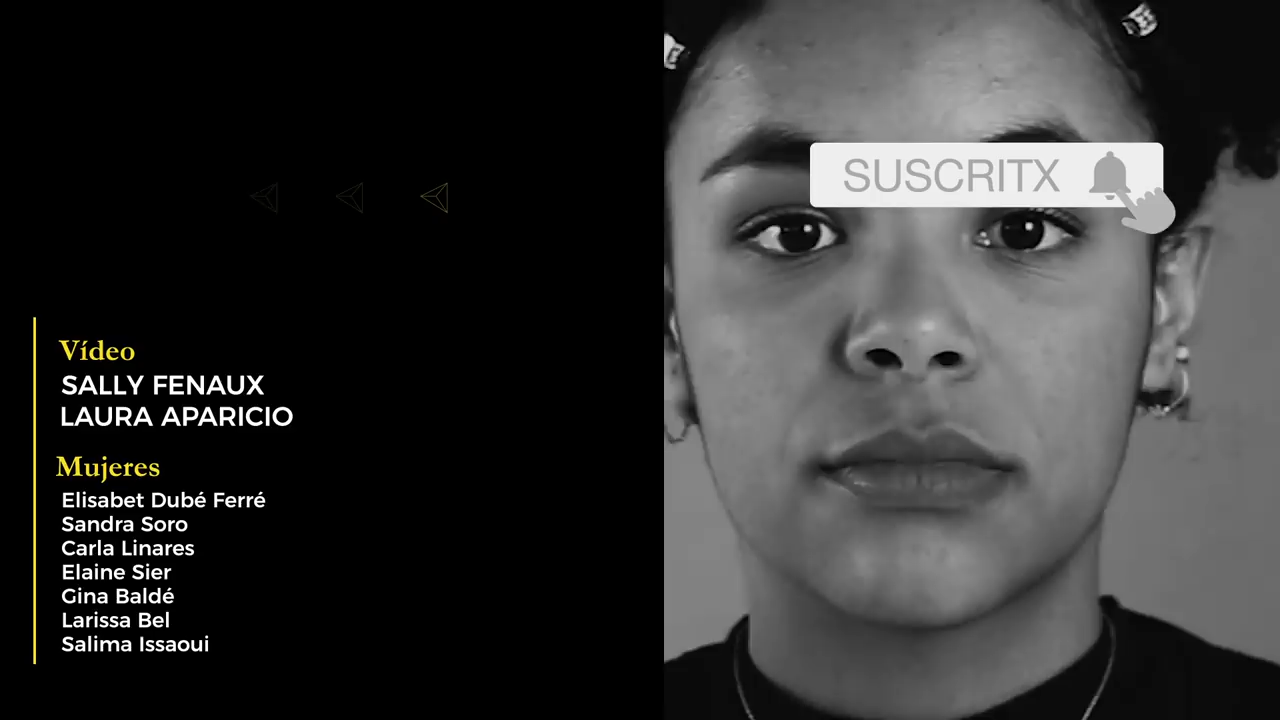 Vídeo
SALLY FENAUX
LAURA APARICIO
Mujeres
Elisabet Dubé Ferré
Sandra Soro
Carla Linares
Elaine Sier
Gina Baldé
Larissa Bel
Salima Issaoui
SUSCRITX